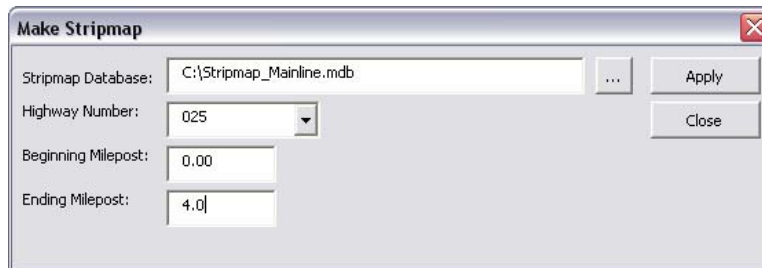 Make Stripmap
Stripmap Database: C:\Stripmap_Mainline.mdb ... Apply
Highway Number: 025 Close
Beginning Milepost: 0.00
Ending Milepost: 4.0